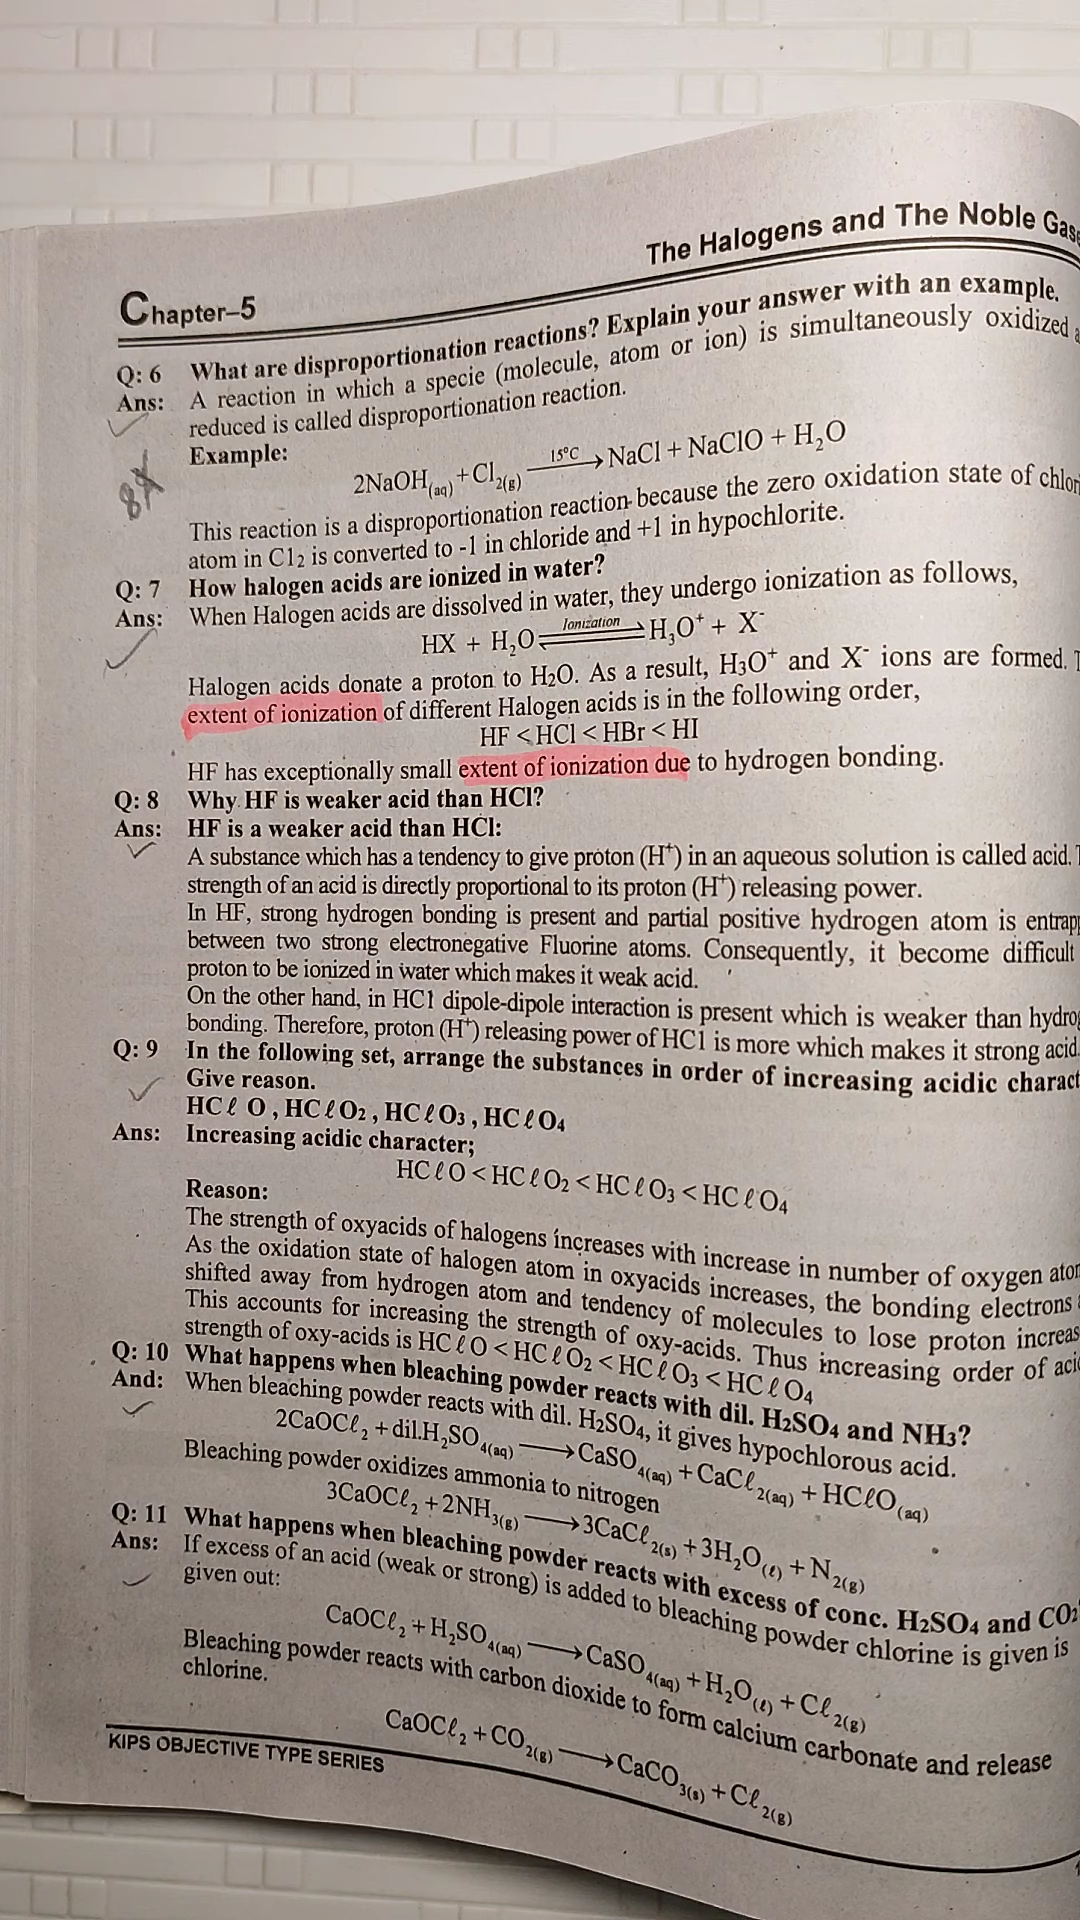 The Halogens and The Noble
Chapter–5
Q: 6 What are disproportionation reactions? Explain your answer with an example.
Ans: A reaction in which a specie (molecule, atom or ion) is simultaneously oxidized
reduced is called disproportionation reaction.
Example:
2NaOH(aq) + Cl2(g) 15°C → NaCl + NaClO + H2O
This reaction is a disproportionation reaction because the zero oxidation state of
atom in C12 is converted to -1 in chloride and +1 in hypochlorite.
Q: 7 How halogen acids are ionized in water?
Ans: When Halogen acids are dissolved in water, they undergo ionization as follows,
HX + H2O ⇌ Ionization H3O+ + X-
Halogen acids donate a proton to H2O. As a result, H3O+ and X- ions are formed.
extent of ionization of different Halogen acids is in the following order,
HF < HCl < HBr < HI
HF has exceptionally small extent of ionization due to hydrogen bonding.
Q: 8 Why HF is weaker acid than HCl?
Ans: HF is a weaker acid than HCl:
A substance which has a tendency to give proton (H+) in an aqueous solution is called acid.
strength of an acid is directly proportional to its proton (H+) releasing power.
In HF, strong hydrogen bonding is present and partial positive hydrogen atom is
between two strong electronegative Fluorine atoms. Consequently, it become difficult
proton to be ionized in water which makes it weak acid.
On the other hand, in HC1 dipole-dipole interaction is present which is weaker than
bonding. Therefore, proton (H+) releasing power of HC1 is more which makes it strong acid.
Q: 9 In the following set, arrange the substances in order of increasing acidic
Give reason.
HCℓ O , HCℓO2 , HCℓO3 , HCℓO4
Ans: Increasing acidic character;
HCℓO < HCℓO2 < HCℓO3 < HCℓO4
Reason:
The strength of oxyacids of halogens increases with increase in number of oxygen
As the oxidation state of halogen atom in oxyacids increases, the bonding electrons
shifted away from hydrogen atom and tendency of molecules to lose proton
This accounts for increasing the strength of oxy-acids. Thus increasing order of
strength of oxy-acids is HCℓO < HCℓO2 < HCℓO3 < HCℓO4
Q: 10 What happens when bleaching powder reacts with dil. H2SO4 and NH3?
And: When bleaching powder reacts with dil. H2SO4, it gives hypochlorous acid.
2CaOCℓ2 + dil.H2SO4(aq) → CaSO4(aq) + CaCℓ2(aq) + HCℓO(aq)
Bleaching powder oxidizes ammonia to nitrogen
3CaOCℓ2 + 2NH3(g) → 3CaCℓ2(s) + 3H2O(ℓ) + N2(g)
Q: 11 What happens when bleaching powder reacts with excess of conc. H2SO4 and CO2
Ans: If excess of an acid (weak or strong) is added to bleaching powder chlorine is given is
given out:
CaOCℓ2 + H2SO4(aq) → CaSO4(aq) + H2O(ℓ) + Cℓ2(g)
Bleaching powder reacts with carbon dioxide to form calcium carbonate and release
chlorine.
CaOCℓ2 + CO2(g) → CaCO3(s) + Cℓ2(g)
KIPS OBJECTIVE TYPE SERIES